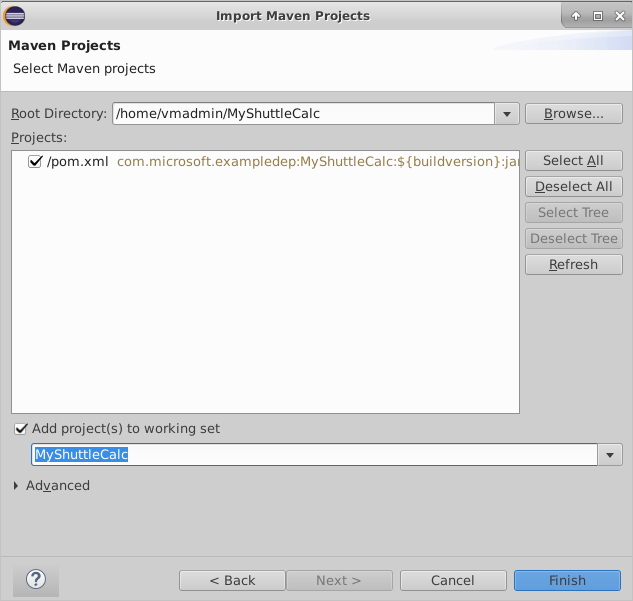 Import Maven Projects
Maven Projects
Select Maven projects
Root Directory: /home/vmadmin/MyShuttleCalc Browse...
Projects:
/pom.xml com.microsoft.exampledep:MyShuttleCalc:${buildversion}:jar
Select All
Deselect All
Select Tree
Deselect Tree
Refresh
Add project(s) to working set
MyShuttleCalc
Advanced
? < Back Next > Cancel Finish